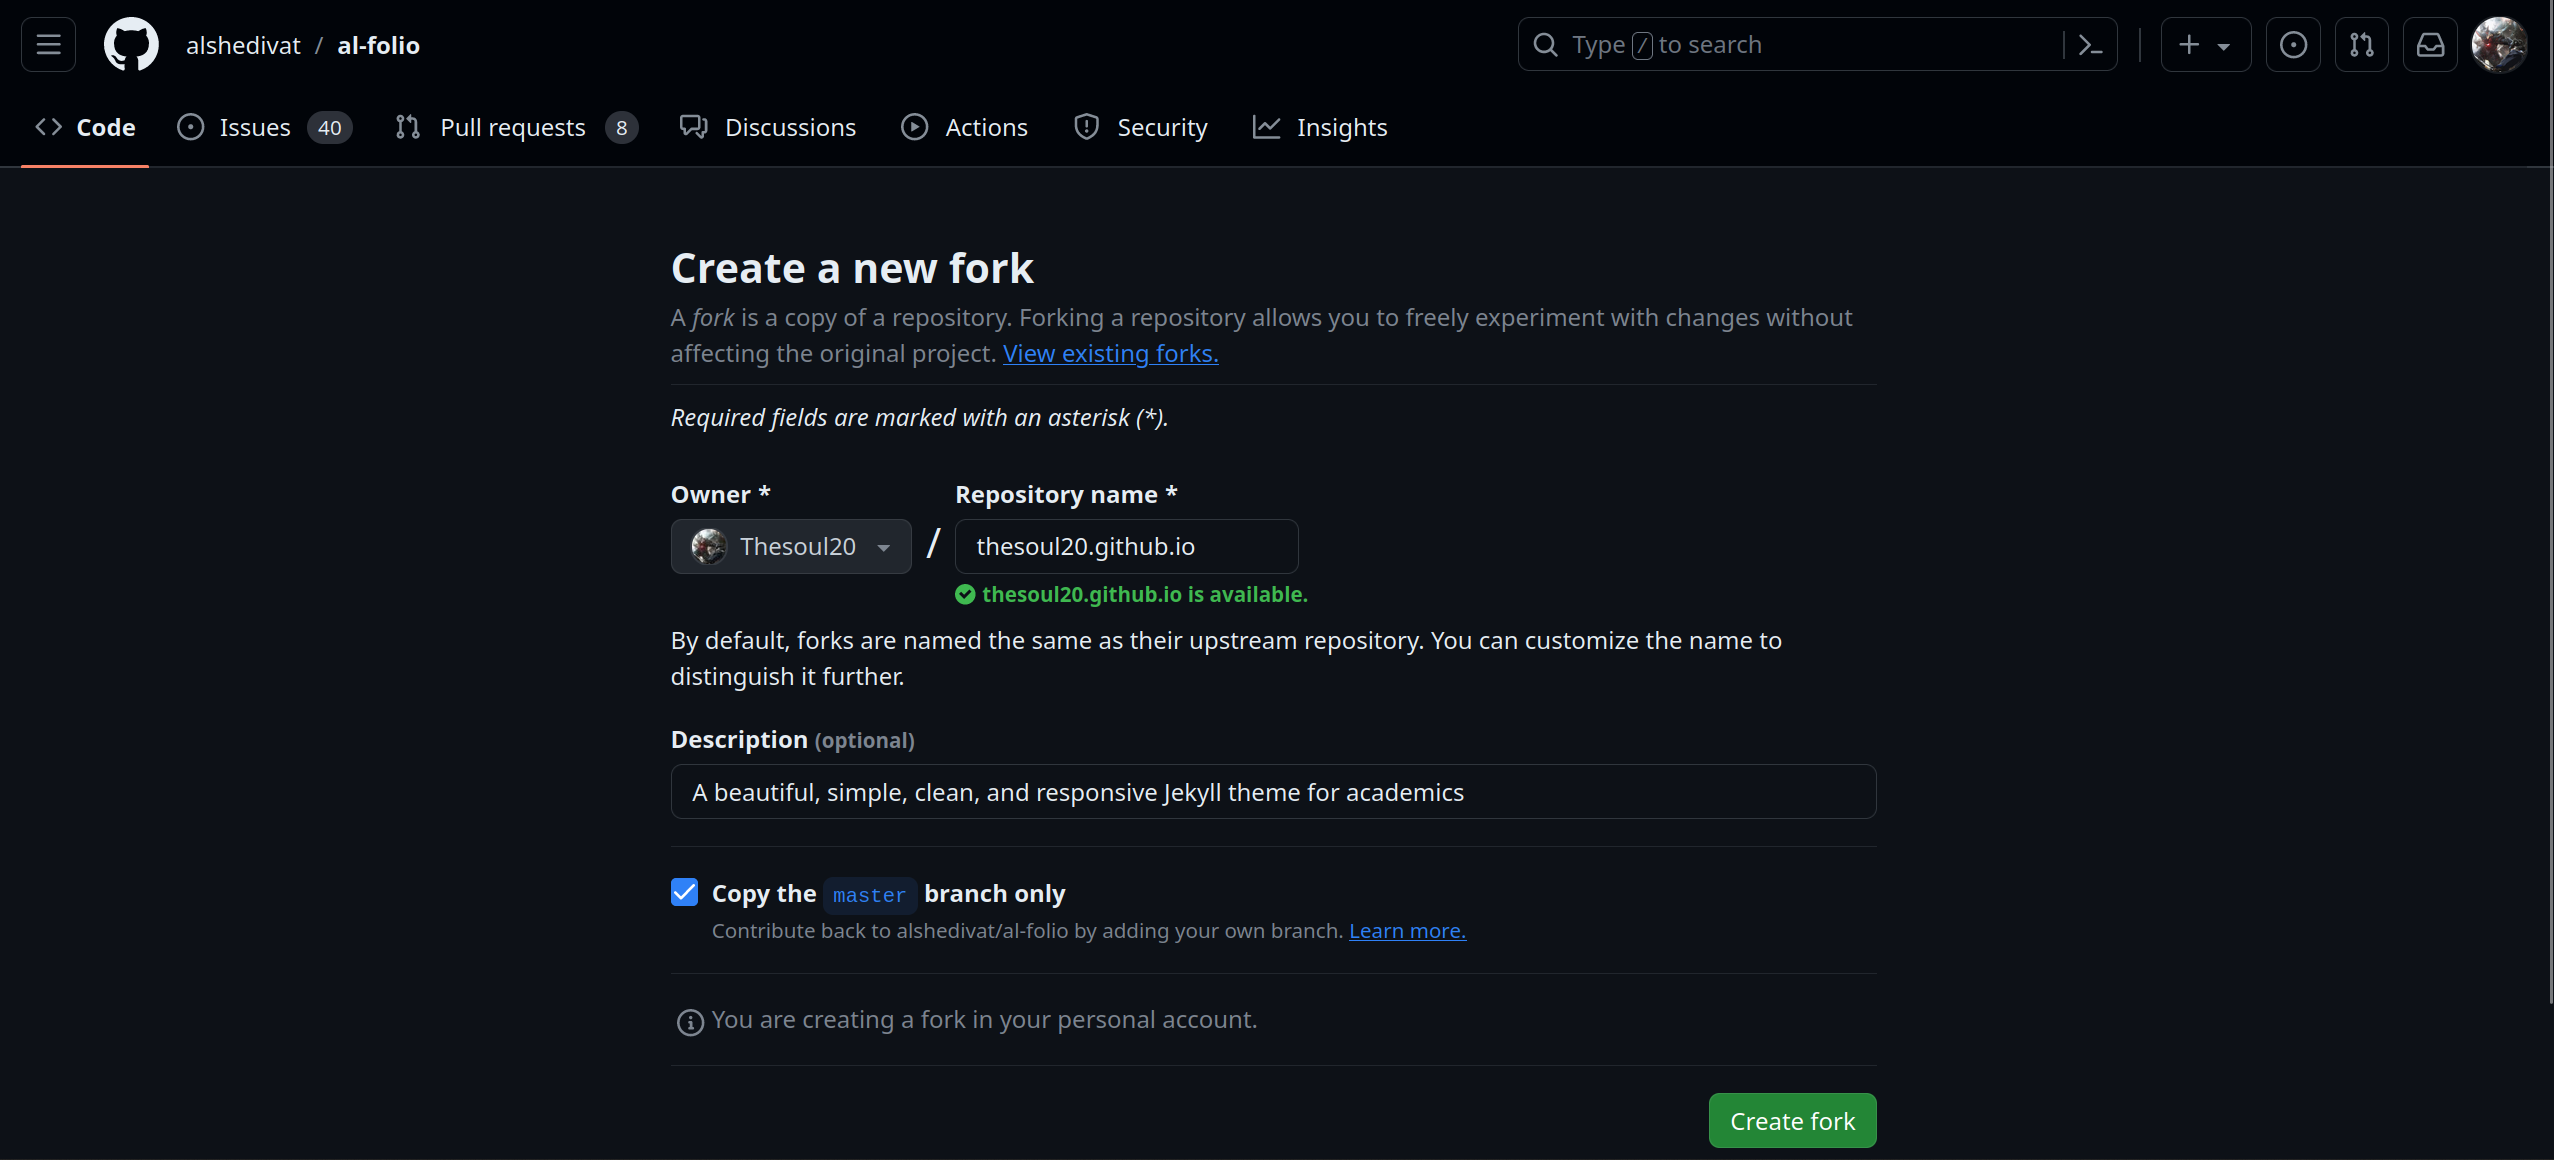 alshedivat / al-folio
Type / to search
Code Issues 40 Pull requests 8 Discussions Actions Security Insights
Create a new fork
A fork is a copy of a repository. Forking a repository allows you to freely experiment with changes without
affecting the original project. View existing forks.
Required fields are marked with an asterisk (*).
Owner * Repository name *
Thesoul20 / thesoul20.github.io
thesoul20.github.io is available.
By default, forks are named the same as their upstream repository. You can customize the name to
distinguish it further.
Description (optional)
A beautiful, simple, clean, and responsive Jekyll theme for academics
Copy the master branch only
Contribute back to alshedivat/al-folio by adding your own branch. Learn more.
You are creating a fork in your personal account.
Create fork